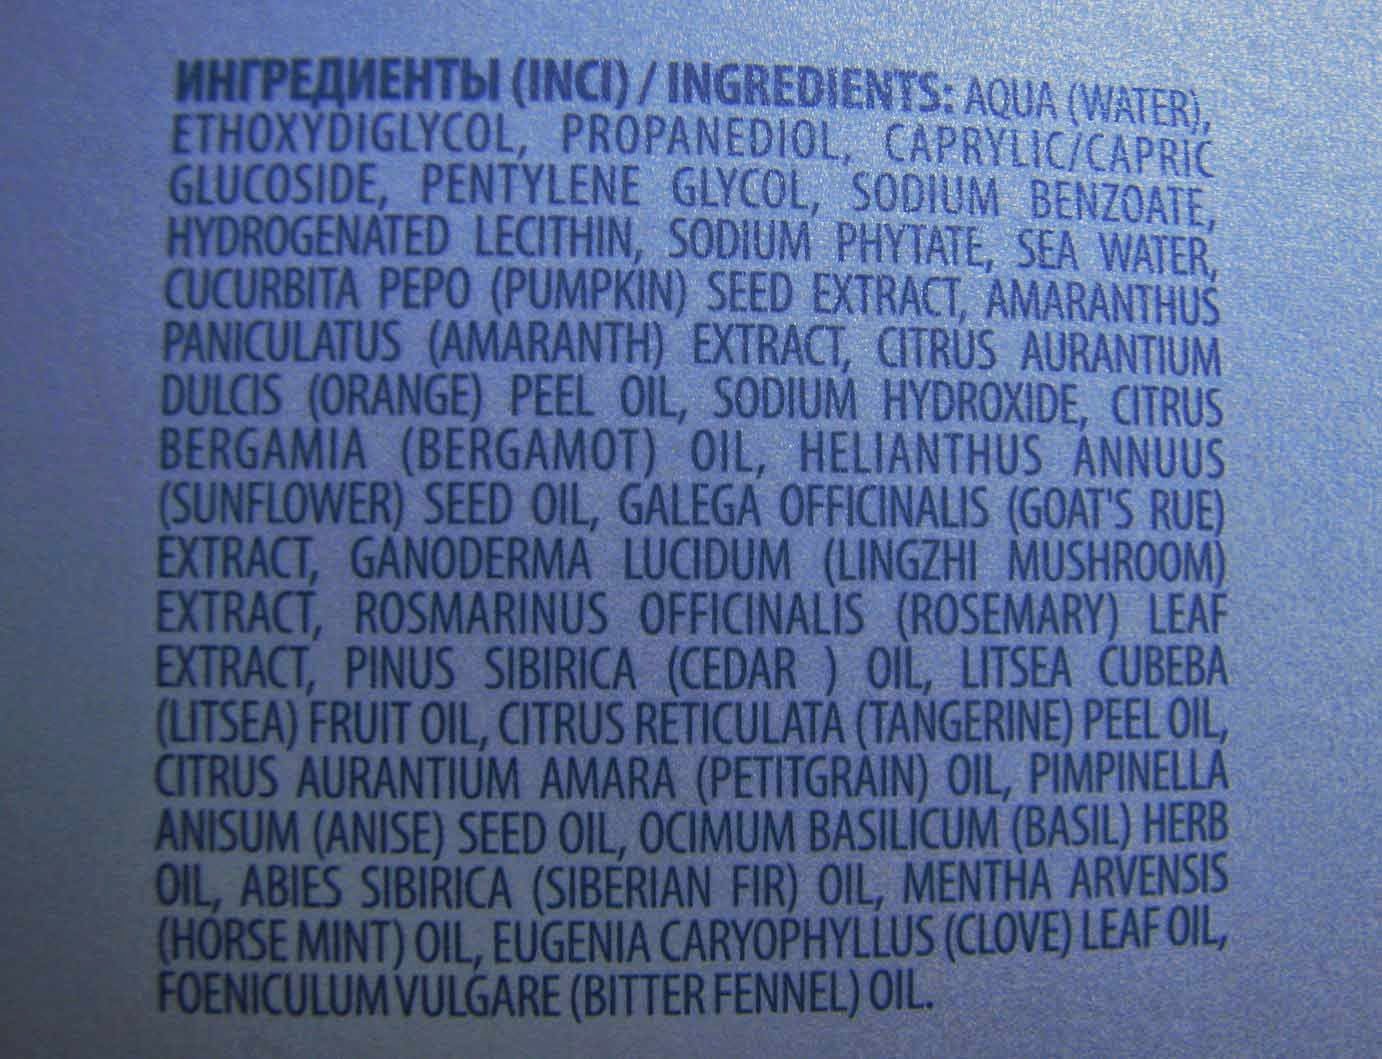 ИНГРЕДИЕНТЫ (INCI) / INGREDIENTS: AQUA (WATER),
ETHOXYDIGLYCOL, PROPANEDIOL, CAPRYLIC/CAPRIC
GLUCOSIDE, PENTYLENE GLYCOL, SODIUM BENZOATE,
HYDROGENATED LECITHIN, SODIUM PHYTATE, SEA WATER,
CUCURBITA PEPO (PUMPKIN) SEED EXTRACT, AMARANTHUS
PANICULATUS (AMARANTH) EXTRACT, CITRUS AURANTIUM
DULCIS (ORANGE) PEEL OIL, SODIUM HYDROXIDE, CITRUS
BERGAMIA (BERGAMOT) OIL, HELIANTHUS ANNUUS
(SUNFLOWER) SEED OIL, GALEGA OFFICINALIS (GOAT'S RUE)
EXTRACT, GANODERMA LUCIDUM (LINGZHI MUSHROOM)
EXTRACT, ROSMARINUS OFFICINALIS (ROSEMARY) LEAF
EXTRACT, PINUS SIBIRICA (CEDAR ) OIL, LITSEA CUBEBA
(LITSEA) FRUIT OIL, CITRUS RETICULATA (TANGERINE) PEEL OIL,
CITRUS AURANTIUM AMARA (PETITGRAIN) OIL, PIMPINELLA
ANISUM (ANISE) SEED OIL, OCIMUM BASILICUM (BASIL) HERB
OIL, ABIES SIBIRICA (SIBERIAN FIR) OIL, MENTHA ARVENSIS
(HORSE MINT) OIL, EUGENIA CARYOPHYLLUS (CLOVE) LEAF OIL,
FOENICULUM VULGARE (BITTER FENNEL) OIL.